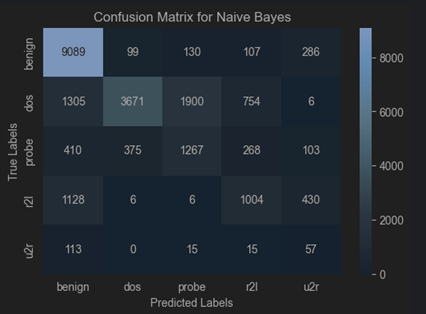 Confusion Matrix for Naive Bayes
True Labels
benign 9089 99 130 107 286
dos 1305 3671 1900 754 6
probe 410 375 1267 268 103
r2l 1128 6 6 1004 430
u2r 113 0 15 15 57
benign dos probe r2l u2r
Predicted Labels
8000
6000
4000
2000
0